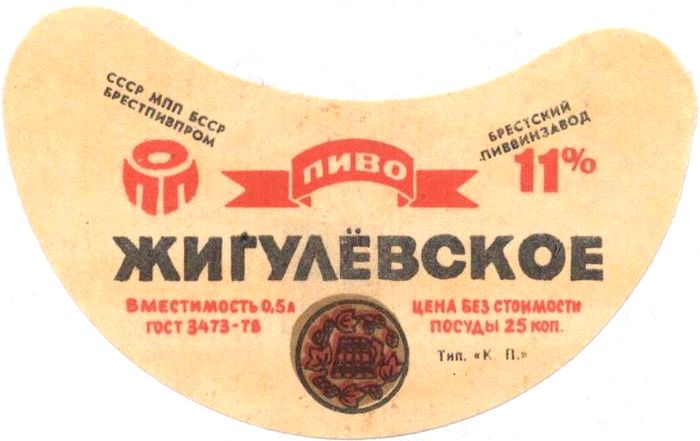 СССР МПП БССР
БРЕСТПИВПРОМ
БРЕСТСКИЙ
ПИВВИНЗАВОД
ПОП
ПИВО
11%
ЖИГУЛЁВСКОЕ
ВМЕСТИМОСТЬ 0,5л
ГОСТ 3473-78
ЦЕНА БЕЗ СТОИМОСТИ
ПОСУДЫ 25 КОП.
Тип. «К. П.»